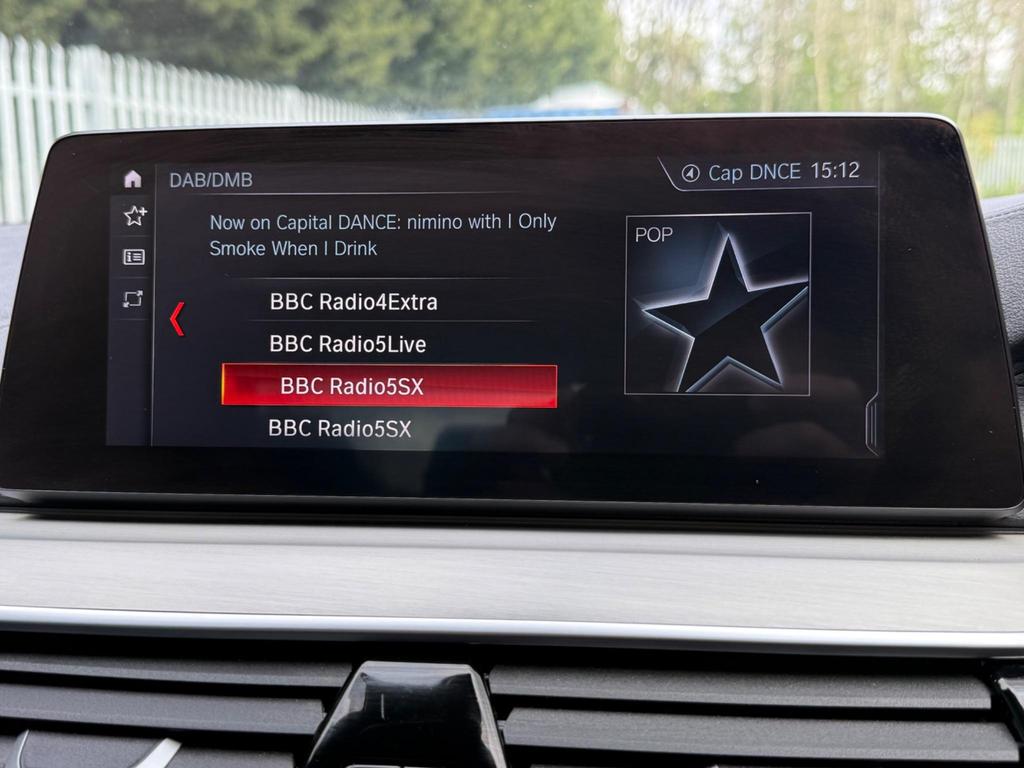 DAB/DMB
Cap DNCE 15:12
Now on Capital DANCE: nimino with I Only
Smoke When I Drink
POP
BBC Radio4Extra
BBC Radio5Live
BBC Radio5SX
BBC Radio5SX